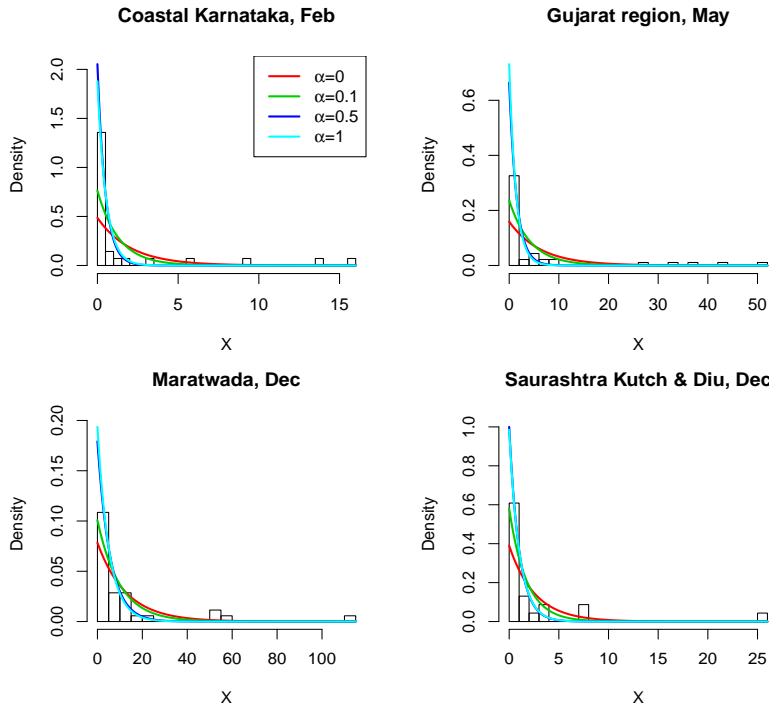 Coastal Karnataka, Feb
Density
0.0 0.5 1.0 1.5 2.0
α=0
α=0.1
α=0.5
α=1
0 5 10 15
X
Gujarat region, May
Density
0.0 0.2 0.4 0.6
0 10 20 30 40 50
X
Maratwada, Dec
Density
0.00 0.05 0.10 0.15 0.20
0 20 40 60 80 100
X
Saurashtra Kutch & Diu, Dec
Density
0.0 0.2 0.4 0.6 0.8 1.0
0 5 10 15 20 25
X